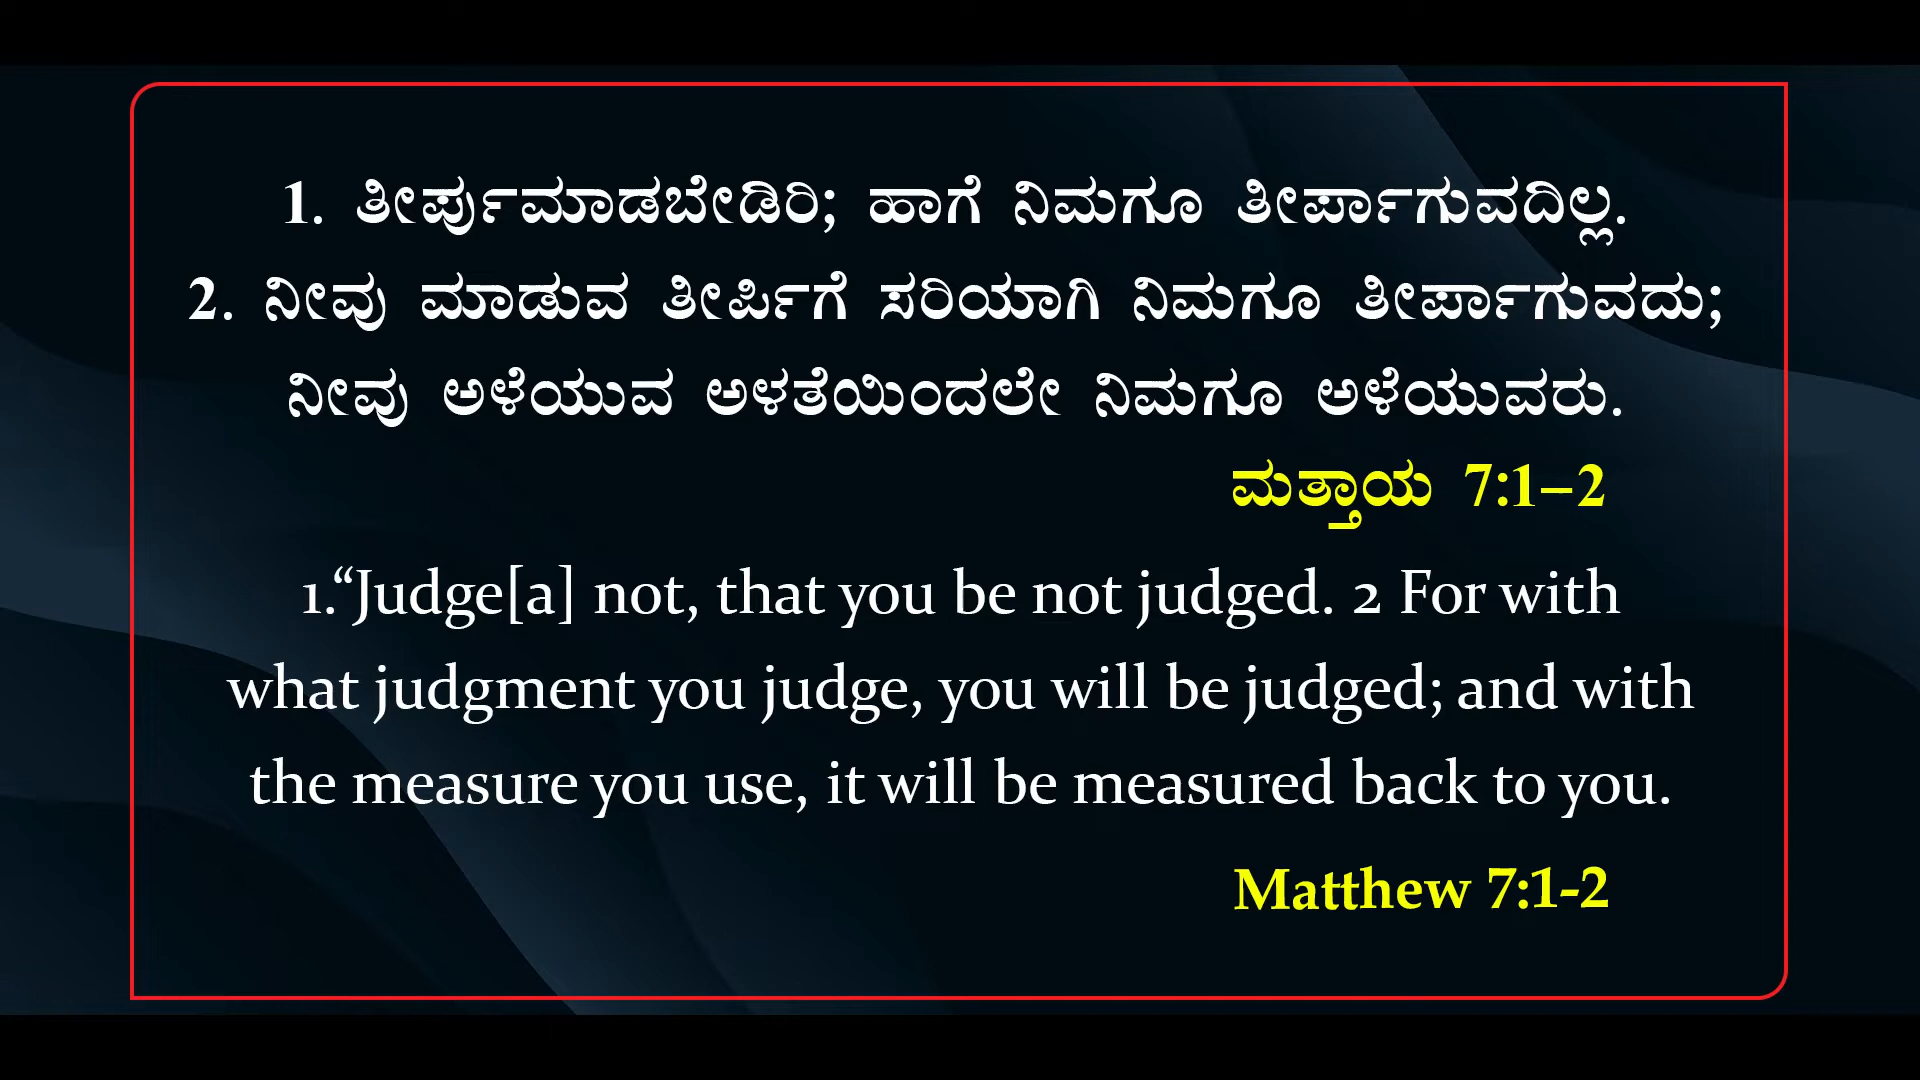 1. ತೀರ್ಪುಮಾಡಬೇಡಿರಿ; ಹಾಗೆ ನಿಮಗೂ ತೀರ್ಪಾಗುವದಿಲ್ಲ.
2. ನೀವು ಮಾಡುವ ತೀರ್ಪಿಗೆ ಸರಿಯಾಗಿ ನಿಮಗೂ ತೀರ್ಪಾಗುವದು;
ನೀವು ಅಳೆಯುವ ಅಳತೆಯಿಂದಲೇ ನಿಮಗೂ ಅಳೆಯುವರು.
ಮತ್ತಾಯ 7:1–2
1.“Judge[a] not, that you be not judged. 2 For with
what judgment you judge, you will be judged; and with
the measure you use, it will be measured back to you.
Matthew 7:1-2